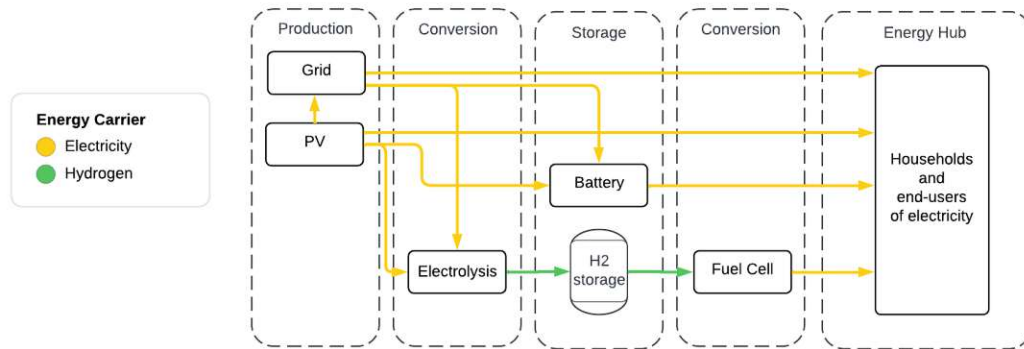 Production
Conversion
Storage
Conversion
Energy Hub
Grid
PV
Energy Carrier
Electricity
Hydrogen
Battery
Electrolysis
H2
storage
Fuel Cell
Households
and
end-users
of electricity